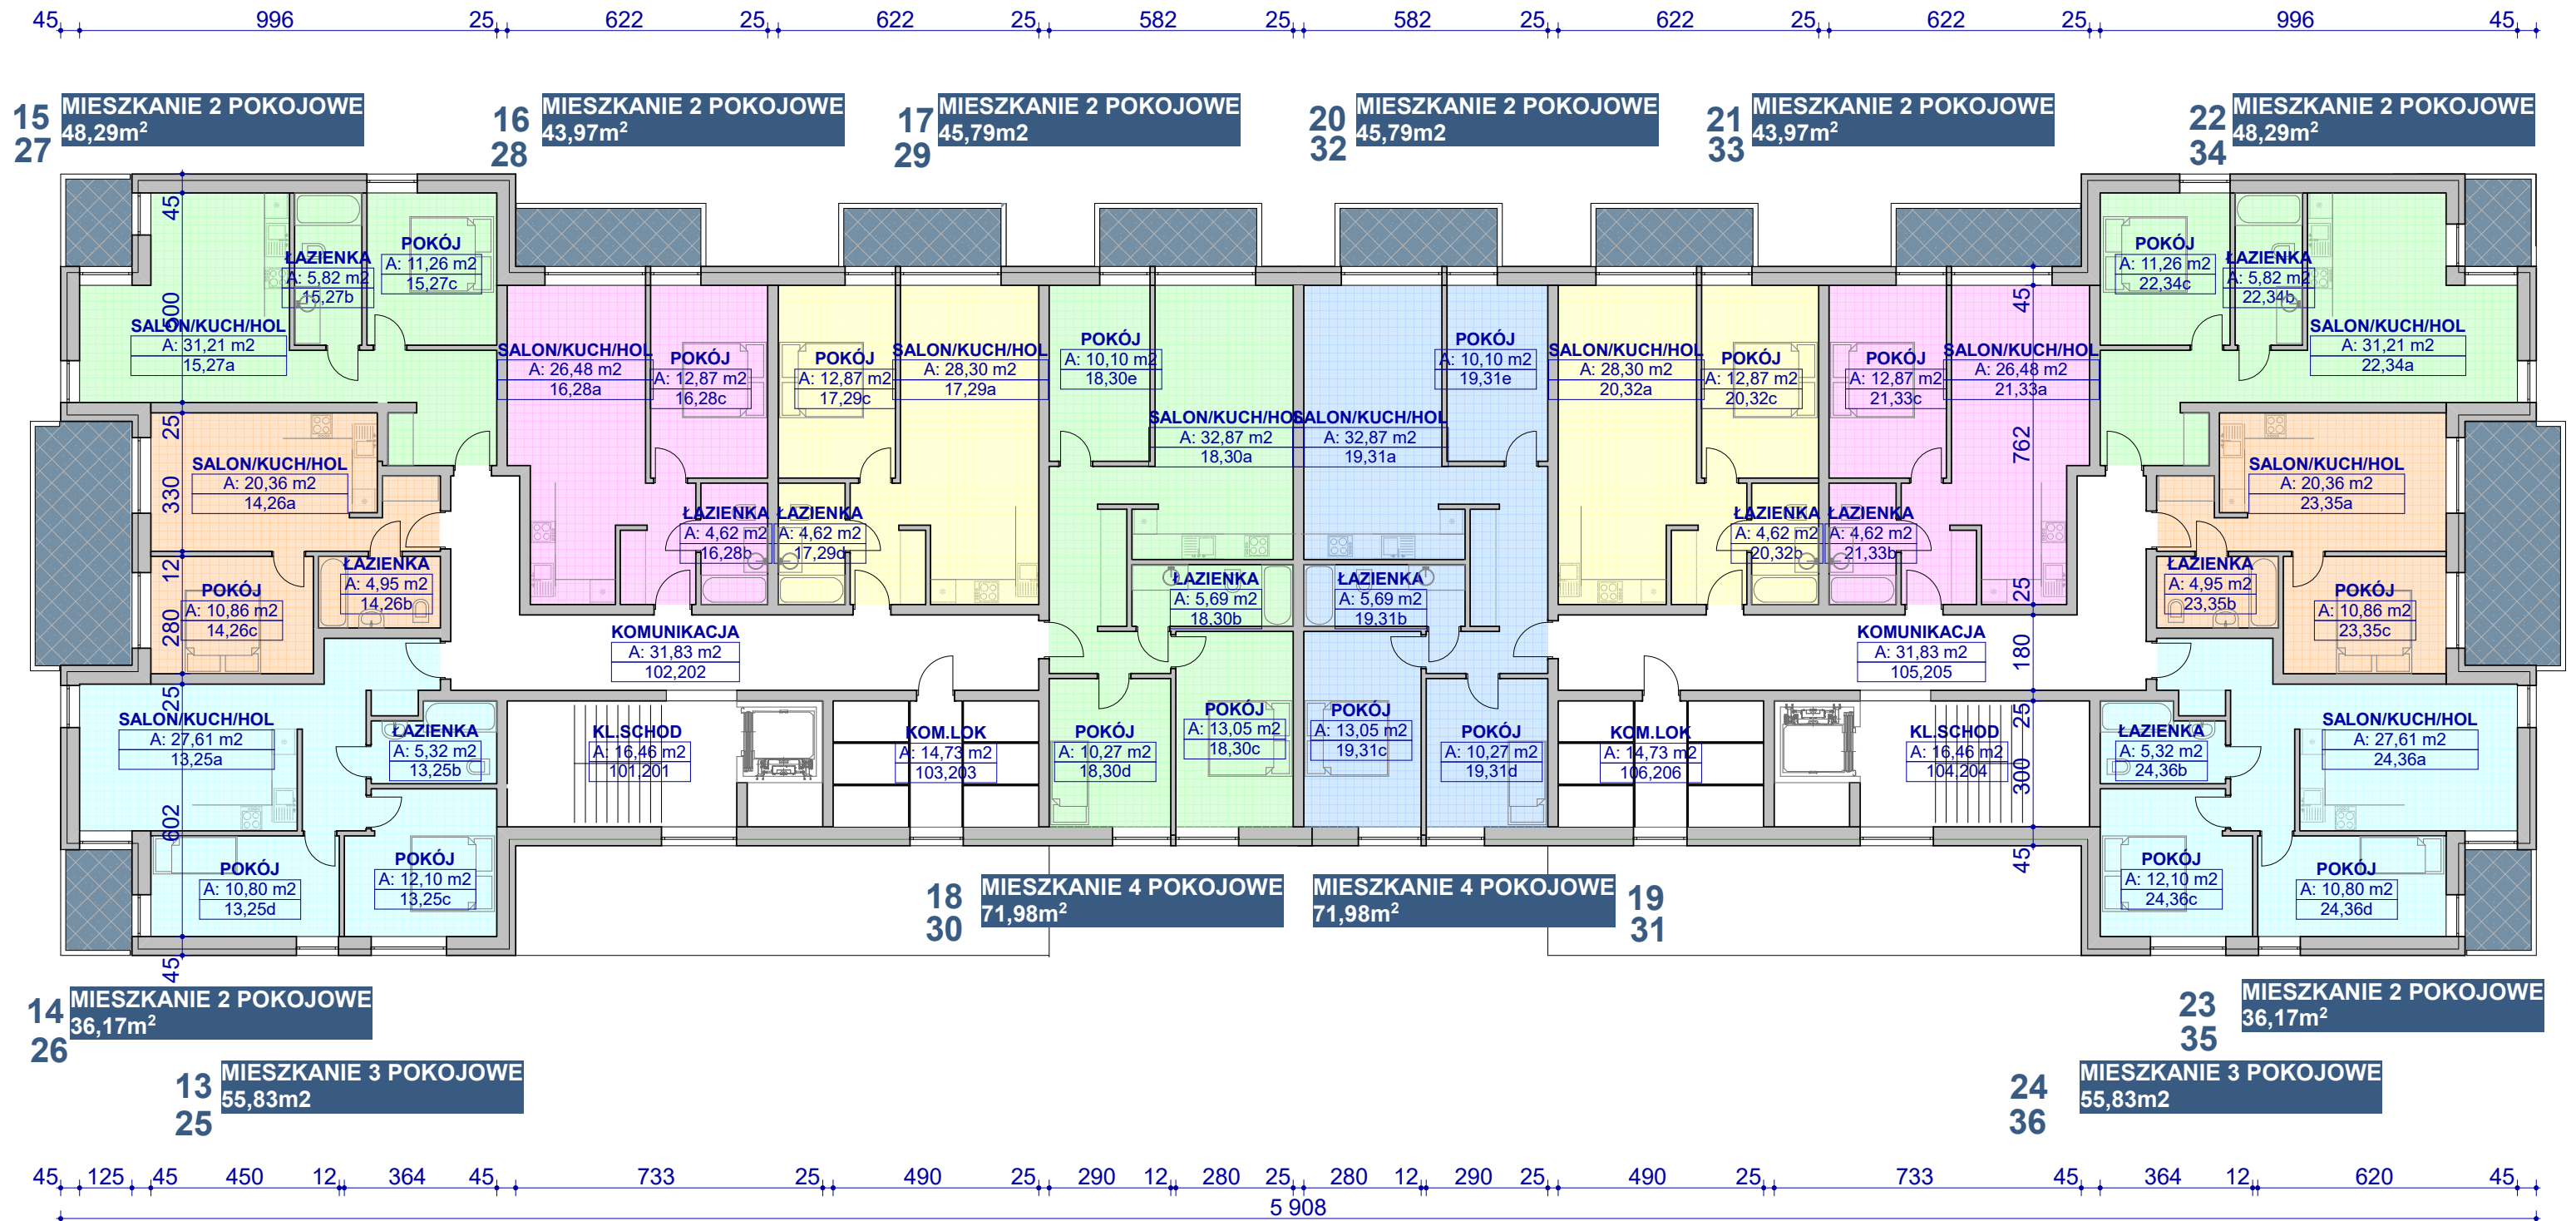 45 996 25 622 25 622 25 582 25 582 25 622 25 622 25 996 45
15
27
MIESZKANIE 2 POKOJOWE
48,29m²
16
28
MIESZKANIE 2 POKOJOWE
43,97m²
17
29
MIESZKANIE 2 POKOJOWE
45,79m2
20
32
MIESZKANIE 2 POKOJOWE
45,79m2
21
33
MIESZKANIE 2 POKOJOWE
43,97m²
22
34
MIESZKANIE 2 POKOJOWE
48,29m²
45
500
25
330
12
280
25
602
45
SALON/KUCH/HOL
A: 31,21 m2
15,27a
ŁAZIENKA
A: 5,82 m2
15,27b
POKÓJ
A: 11,26 m2
15,27c
SALON/KUCH/HOL
A: 26,48 m2
16,28a
POKÓJ
A: 12,87 m2
16,28c
ŁAZIENKA
A: 4,62 m2
16,28b
POKÓJ
A: 12,87 m2
17,29c
SALON/KUCH/HOL
A: 28,30 m2
17,29a
ŁAZIENKA
A: 4,62 m2
17,29d
POKÓJ
A: 10,10 m2
18,30e
SALON/KUCH/HOL
A: 32,87 m2
18,30a
ŁAZIENKA
A: 5,69 m2
18,30b
SALON/KUCH/HOL
A: 32,87 m2
19,31a
POKÓJ
A: 10,10 m2
19,31e
ŁAZIENKA
A: 5,69 m2
19,31b
SALON/KUCH/HOL
A: 28,30 m2
20,32a
POKÓJ
A: 12,87 m2
20,32c
ŁAZIENKA
A: 4,62 m2
20,32b
POKÓJ
A: 12,87 m2
21,33c
SALON/KUCH/HOL
A: 26,48 m2
21,33a
ŁAZIENKA
A: 4,62 m2
21,33b
45
762
25
180
25
300
45
POKÓJ
A: 11,26 m2
22,34c
ŁAZIENKA
A: 5,82 m2
22,34b
SALON/KUCH/HOL
A: 31,21 m2
22,34a
SALON/KUCH/HOL
A: 20,36 m2
14,26a
POKÓJ
A: 10,86 m2
14,26c
ŁAZIENKA
A: 4,95 m2
14,26b
SALON/KUCH/HOL
A: 20,36 m2
23,35a
ŁAZIENKA
A: 4,95 m2
23,35b
POKÓJ
A: 10,86 m2
23,35c
KOMUNIKACJA
A: 31,83 m2
102,202
KOMUNIKACJA
A: 31,83 m2
105,205
SALON/KUCH/HOL
A: 27,61 m2
13,25a
ŁAZIENKA
A: 5,32 m2
13,25b
POKÓJ
A: 10,80 m2
13,25d
POKÓJ
A: 12,10 m2
13,25c
KL.SCHOD
A: 16,46 m2
101,201
KOM.LOK
A: 14,73 m2
103,203
POKÓJ
A: 10,27 m2
18,30d
POKÓJ
A: 13,05 m2
18,30c
POKÓJ
A: 13,05 m2
19,31c
POKÓJ
A: 10,27 m2
19,31d
KOM.LOK
A: 14,73 m2
106,206
KL.SCHOD
A: 16,46 m2
104,204
ŁAZIENKA
A: 5,32 m2
24,36b
SALON/KUCH/HOL
A: 27,61 m2
24,36a
POKÓJ
A: 12,10 m2
24,36c
POKÓJ
A: 10,80 m2
24,36d
18
30
MIESZKANIE 4 POKOJOWE
71,98m²
MIESZKANIE 4 POKOJOWE
71,98m²
19
31
14
26
MIESZKANIE 2 POKOJOWE
36,17m²
13
25
MIESZKANIE 3 POKOJOWE
55,83m2
23
35
MIESZKANIE 2 POKOJOWE
36,17m²
24
36
MIESZKANIE 3 POKOJOWE
55,83m2
45 125 45 450 12 364 45 733 25 490 25 290 12 280 25 280 12 290 25 490 25 733 45 364 12 620 45
5 908